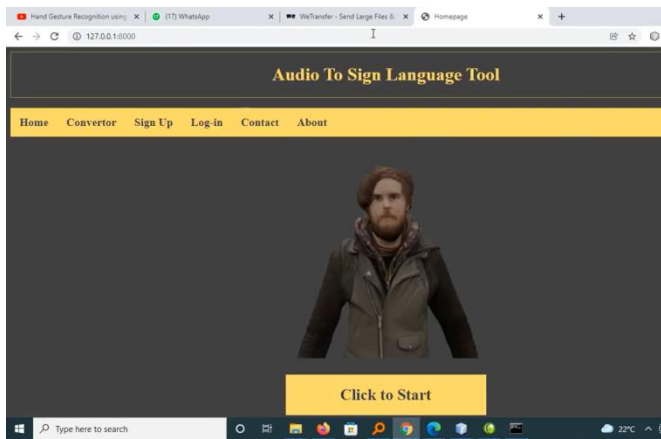 Hand Gesture Recognition using
(17) WhatsApp
WeTransfer - Send Large Files &
Homepage
127.0.0.1:8000
Audio To Sign Language Tool
Home Convertor Sign Up Log-in Contact About
Click to Start
Type here to search
22°C